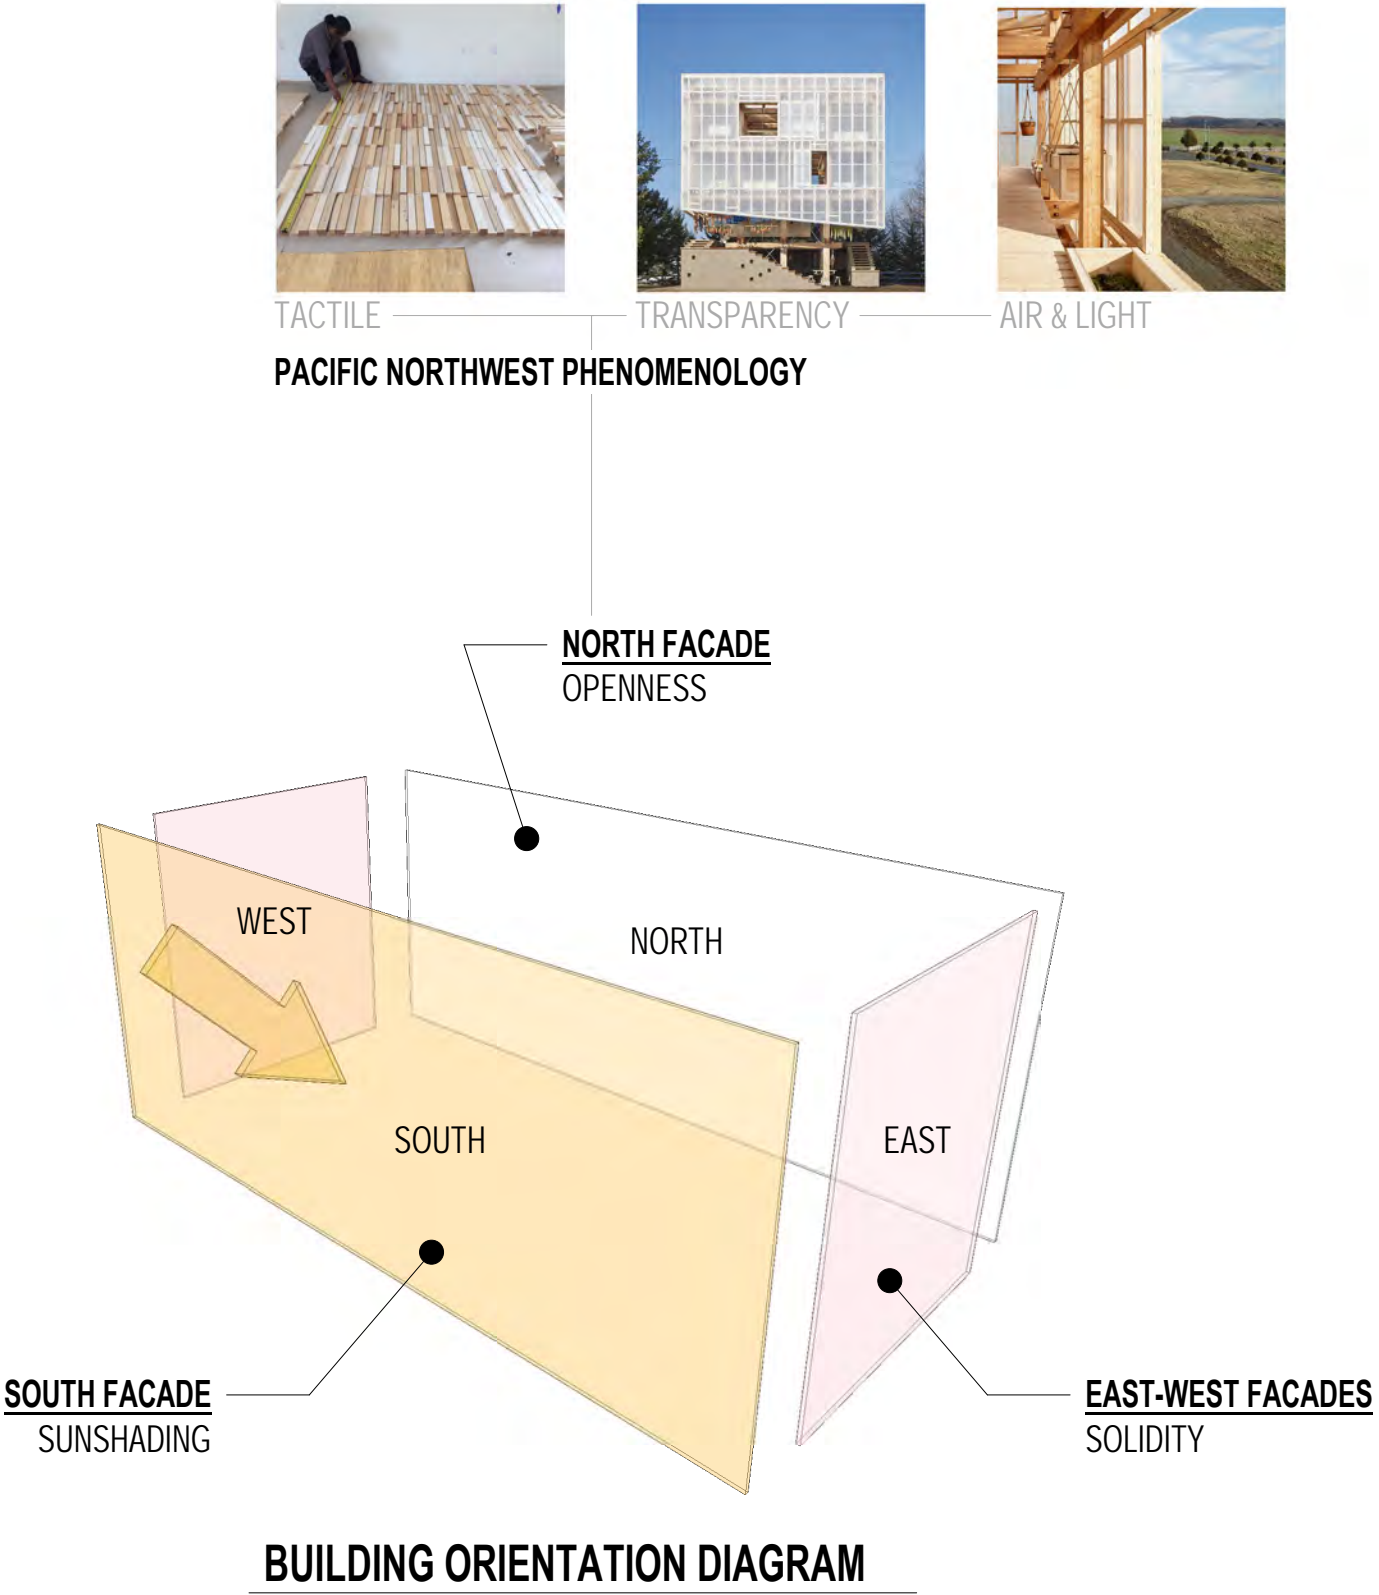 TACTILE
TRANSPARENCY
AIR & LIGHT
PACIFIC NORTHWEST PHENOMENOLOGY
NORTH FACADE
OPENNESS
WEST
NORTH
SOUTH
EAST
SOUTH FACADE
SUNSHADING
EAST-WEST FACADES
SOLIDITY
BUILDING ORIENTATION DIAGRAM